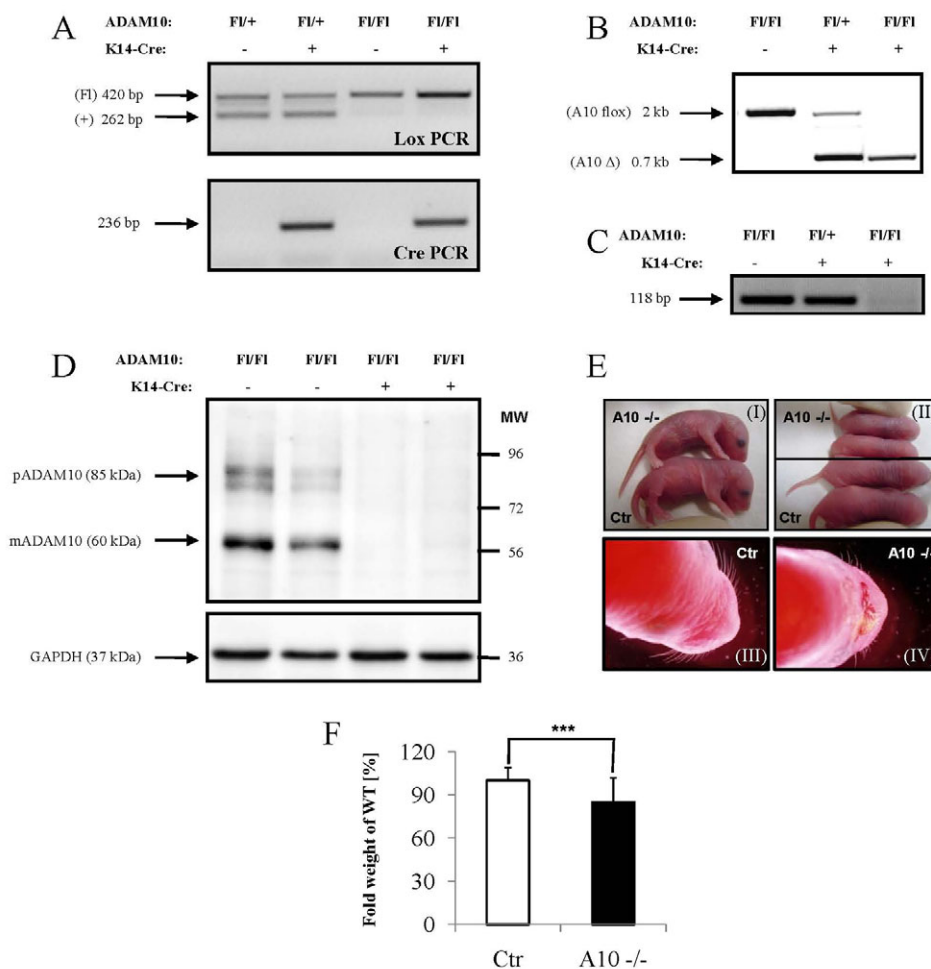 A
ADAM10: Fl/+ Fl/+ Fl/Fl Fl/Fl
K14-Cre: - + - +
(Fl) 420 bp
(+) 262 bp
Lox PCR
236 bp
Cre PCR
B
ADAM10: Fl/Fl Fl/+ Fl/Fl
K14-Cre: - + +
(A10 flox) 2 kb
(A10 Δ) 0.7 kb
C
ADAM10: Fl/Fl Fl/+ Fl/Fl
K14-Cre: - + +
118 bp
D
ADAM10: Fl/Fl Fl/Fl Fl/Fl Fl/Fl
K14-Cre: - - + +
MW
pADAM10 (85 kDa)
96
72
mADAM10 (60 kDa)
56
GAPDH (37 kDa)
36
E
A10 -/- (I)
Ctr
A10 -/- (II
Ctr
Ctr
(III)
A10 -/-
(IV
F
***
Fold weight of WT [%]
120
90
60
30
0
Ctr A10 -/-